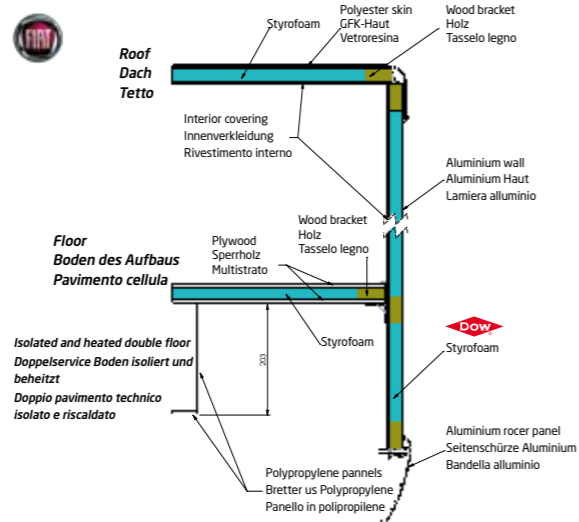 FIAT
Roof
Dach
Tetto
Styrofoam
Polyester skin
GFK-Haut
Vetroresina
Wood bracket
Holz
Tasselo legno
Interior covering
Innenverkleidung
Rivestimento interno
Aluminium wall
Aluminium Haut
Lamiera alluminio
Floor
Boden des Aufbaus
Pavimento cellula
Plywood
Sperrholz
Multistrato
Wood bracket
Holz
Tasselo legno
Styrofoam
Dow
Styrofoam
Isolated and heated double floor
Doppelservice Boden isoliert und
beheitzt
Doppio pavimento technico
isolato e riscaldato
203
Aluminium rocer panel
Seitenschürze Aluminium
Bandella alluminio
Polypropylene pannels
Bretter us Polypropylene
Panello in polipropilene